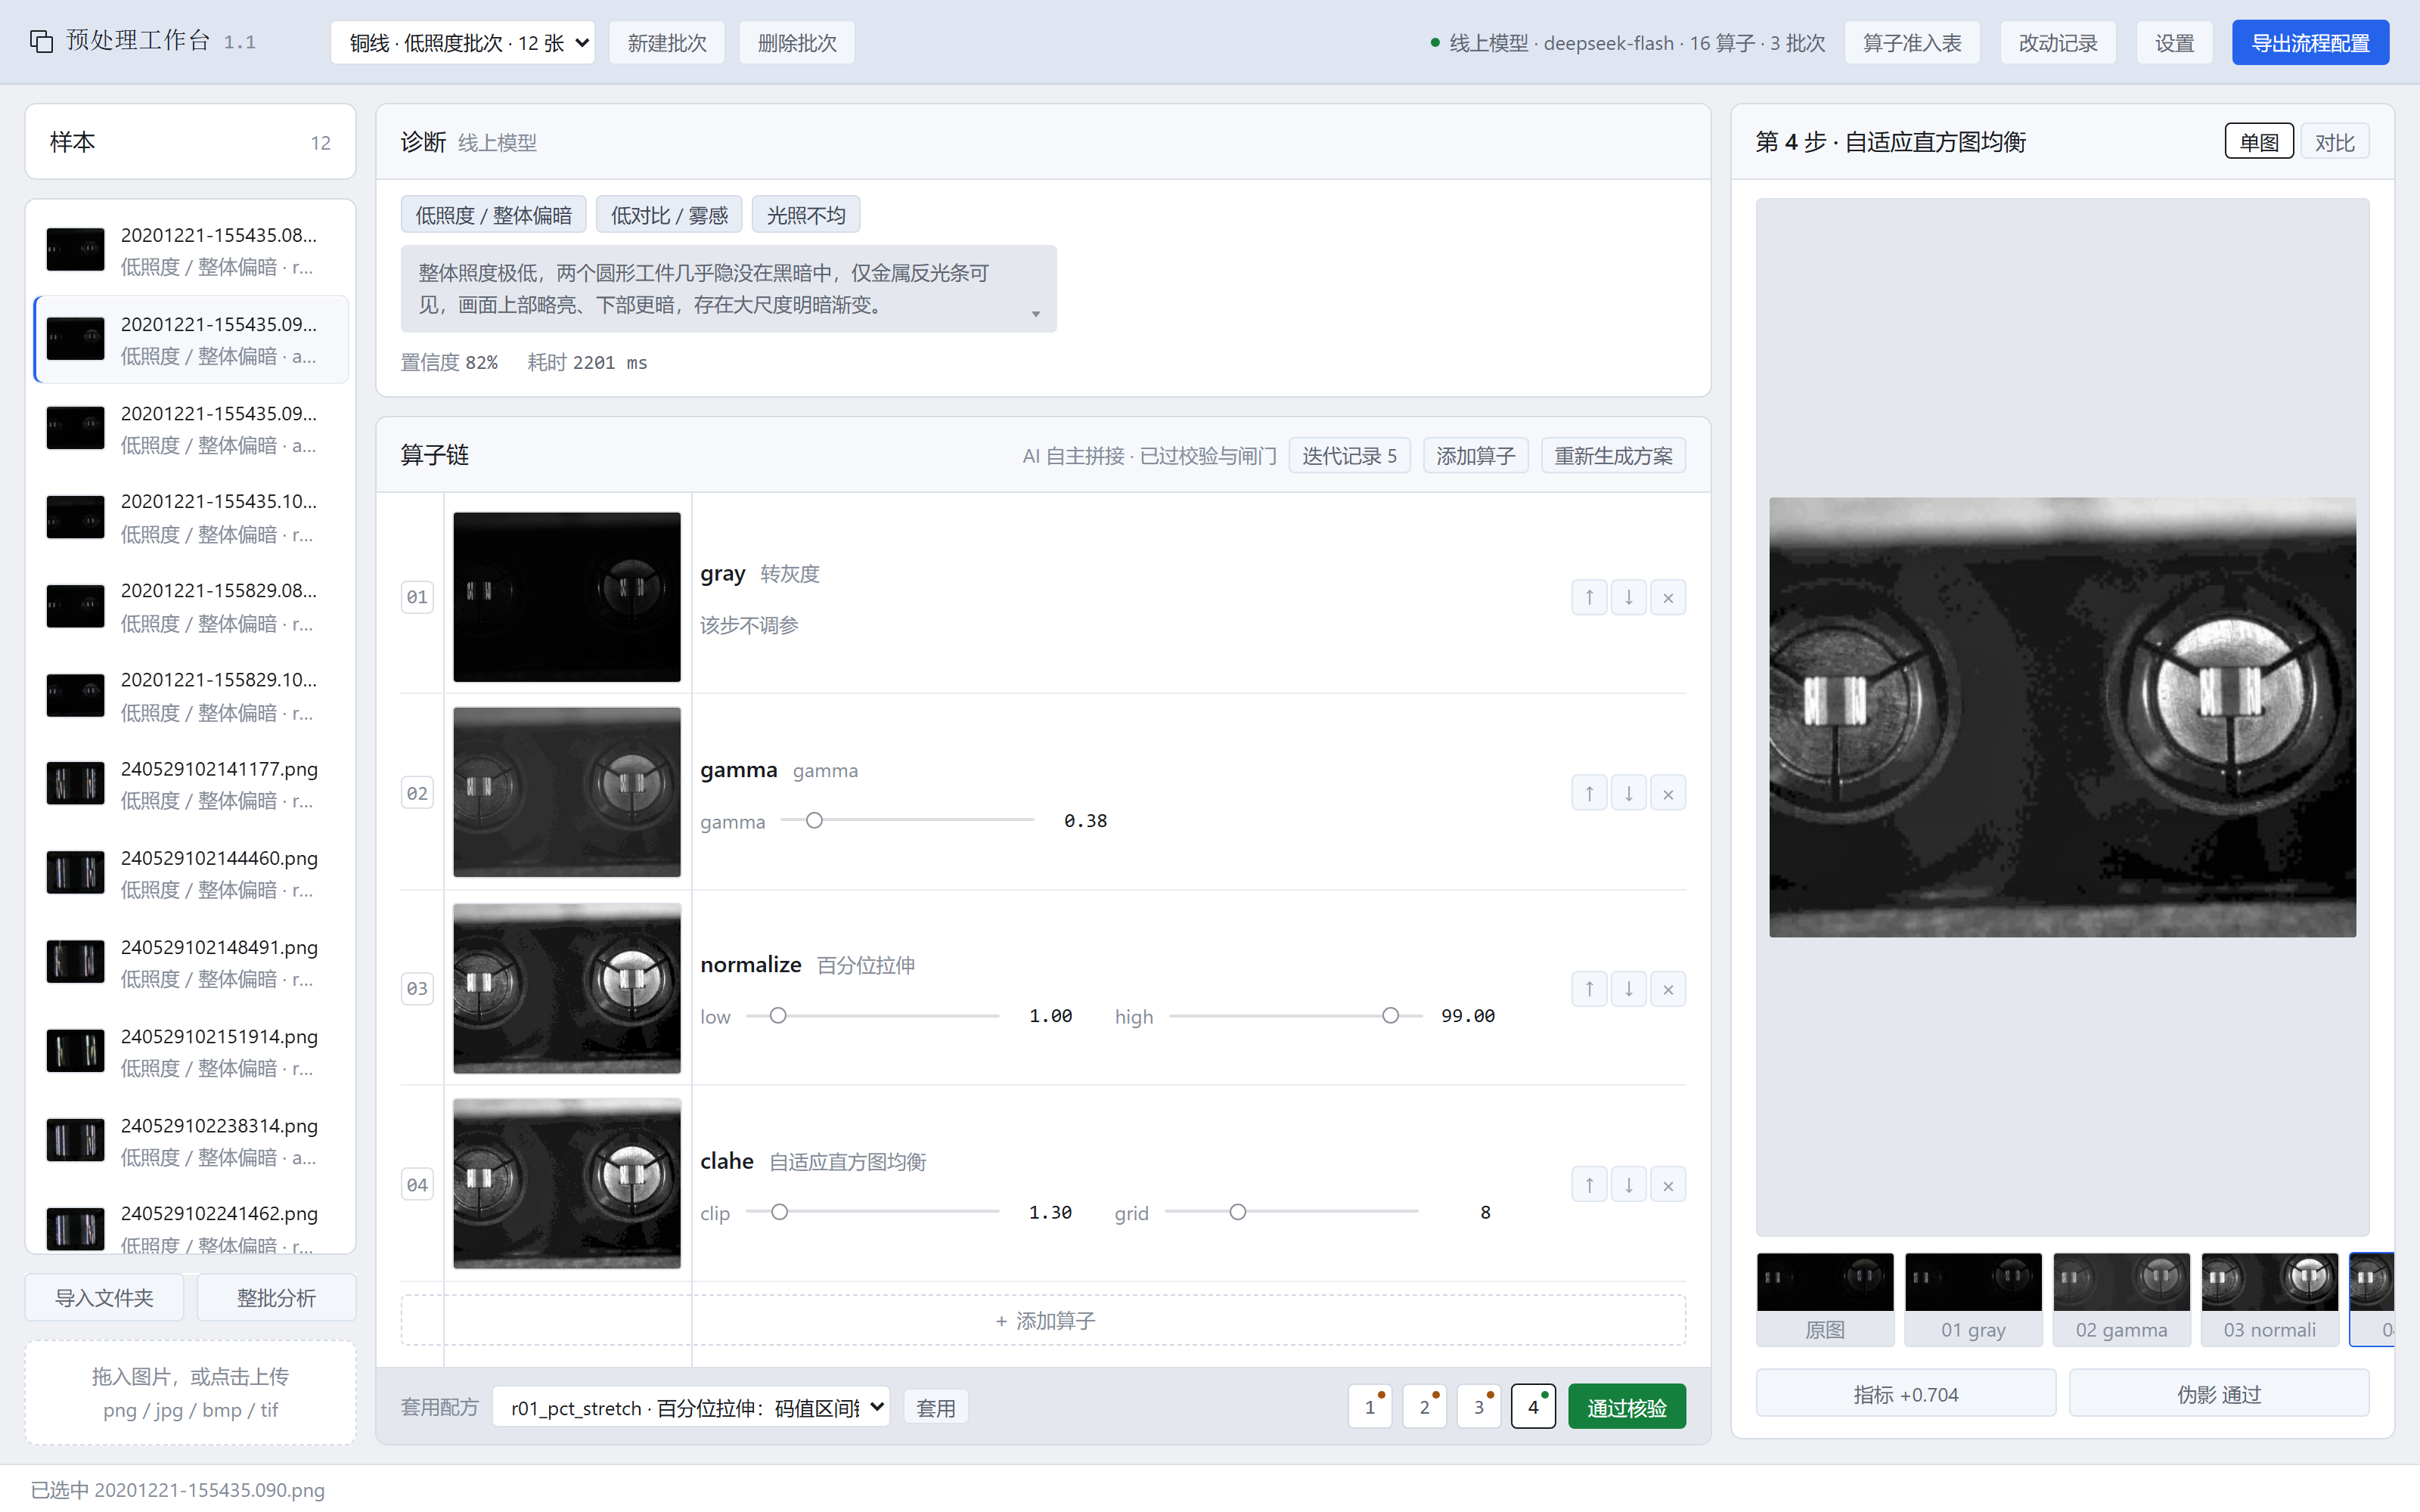 预处理工作台 1.1
铜线 · 低照度批次 · 12 张
新建批次
删除批次
线上模型 · deepseek-flash · 16 算子 · 3 批次
算子准入表
改动记录
设置
导出流程配置
样本
12
20201221-155435.08...
低照度 / 整体偏暗 · r...
20201221-155435.09...
低照度 / 整体偏暗 · a...
20201221-155435.09...
低照度 / 整体偏暗 · a...
20201221-155435.10...
低照度 / 整体偏暗 · r...
20201221-155829.08...
低照度 / 整体偏暗 · r...
20201221-155829.10...
低照度 / 整体偏暗 · r...
240529102141177.png
低照度 / 整体偏暗 · r...
240529102144460.png
低照度 / 整体偏暗 · r...
240529102148491.png
低照度 / 整体偏暗 · r...
240529102151914.png
低照度 / 整体偏暗 · r...
240529102238314.png
低照度 / 整体偏暗 · a...
240529102241462.png
低照度 / 整体偏暗 · r...
导入文件夹
整批分析
拖入图片，或点击上传
png / jpg / bmp / tif
诊断 线上模型
低照度 / 整体偏暗
低对比 / 雾感
光照不均
整体照度极低，两个圆形工件几乎隐没在黑暗中，仅金属反光条可
见，画面上部略亮、下部更暗，存在大尺度明暗渐变。
置信度 82% 耗时 2201 ms
算子链
AI 自主拼接 · 已过校验与闸门
迭代记录 5
添加算子
重新生成方案
01
gray 转灰度
该步不调参
↑ ↓ ×
02
gamma gamma
gamma 0.38
↑ ↓ ×
03
normalize 百分位拉伸
low 1.00 high 99.00
↑ ↓ ×
04
clahe 自适应直方图均衡
clip 1.30 grid 8
↑ ↓ ×
+ 添加算子
套用配方
r01_pct_stretch · 百分位拉伸：码值区间
套用
1 2 3 4
通过核验
第 4 步 · 自适应直方图均衡
单图
对比
原图
01 gray
02 gamma
03 normali
指标 +0.704
伪影 通过
已选中 20201221-155435.090.png